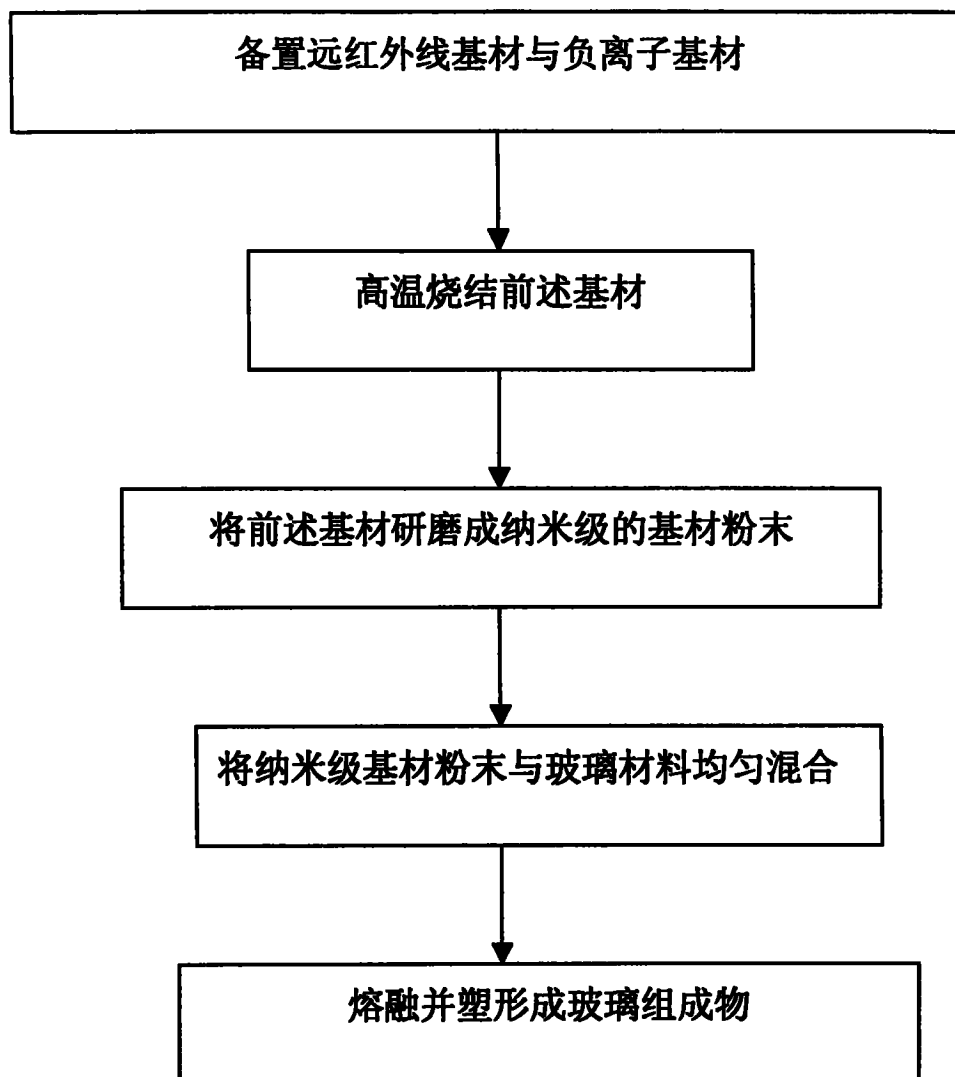 备置远红外线基材与负离子基材
高温烧结前述基材
将前述基材研磨成纳米级的基材粉末
将纳米级基材粉末与玻璃材料均匀混合
熔融并塑形成玻璃组成物